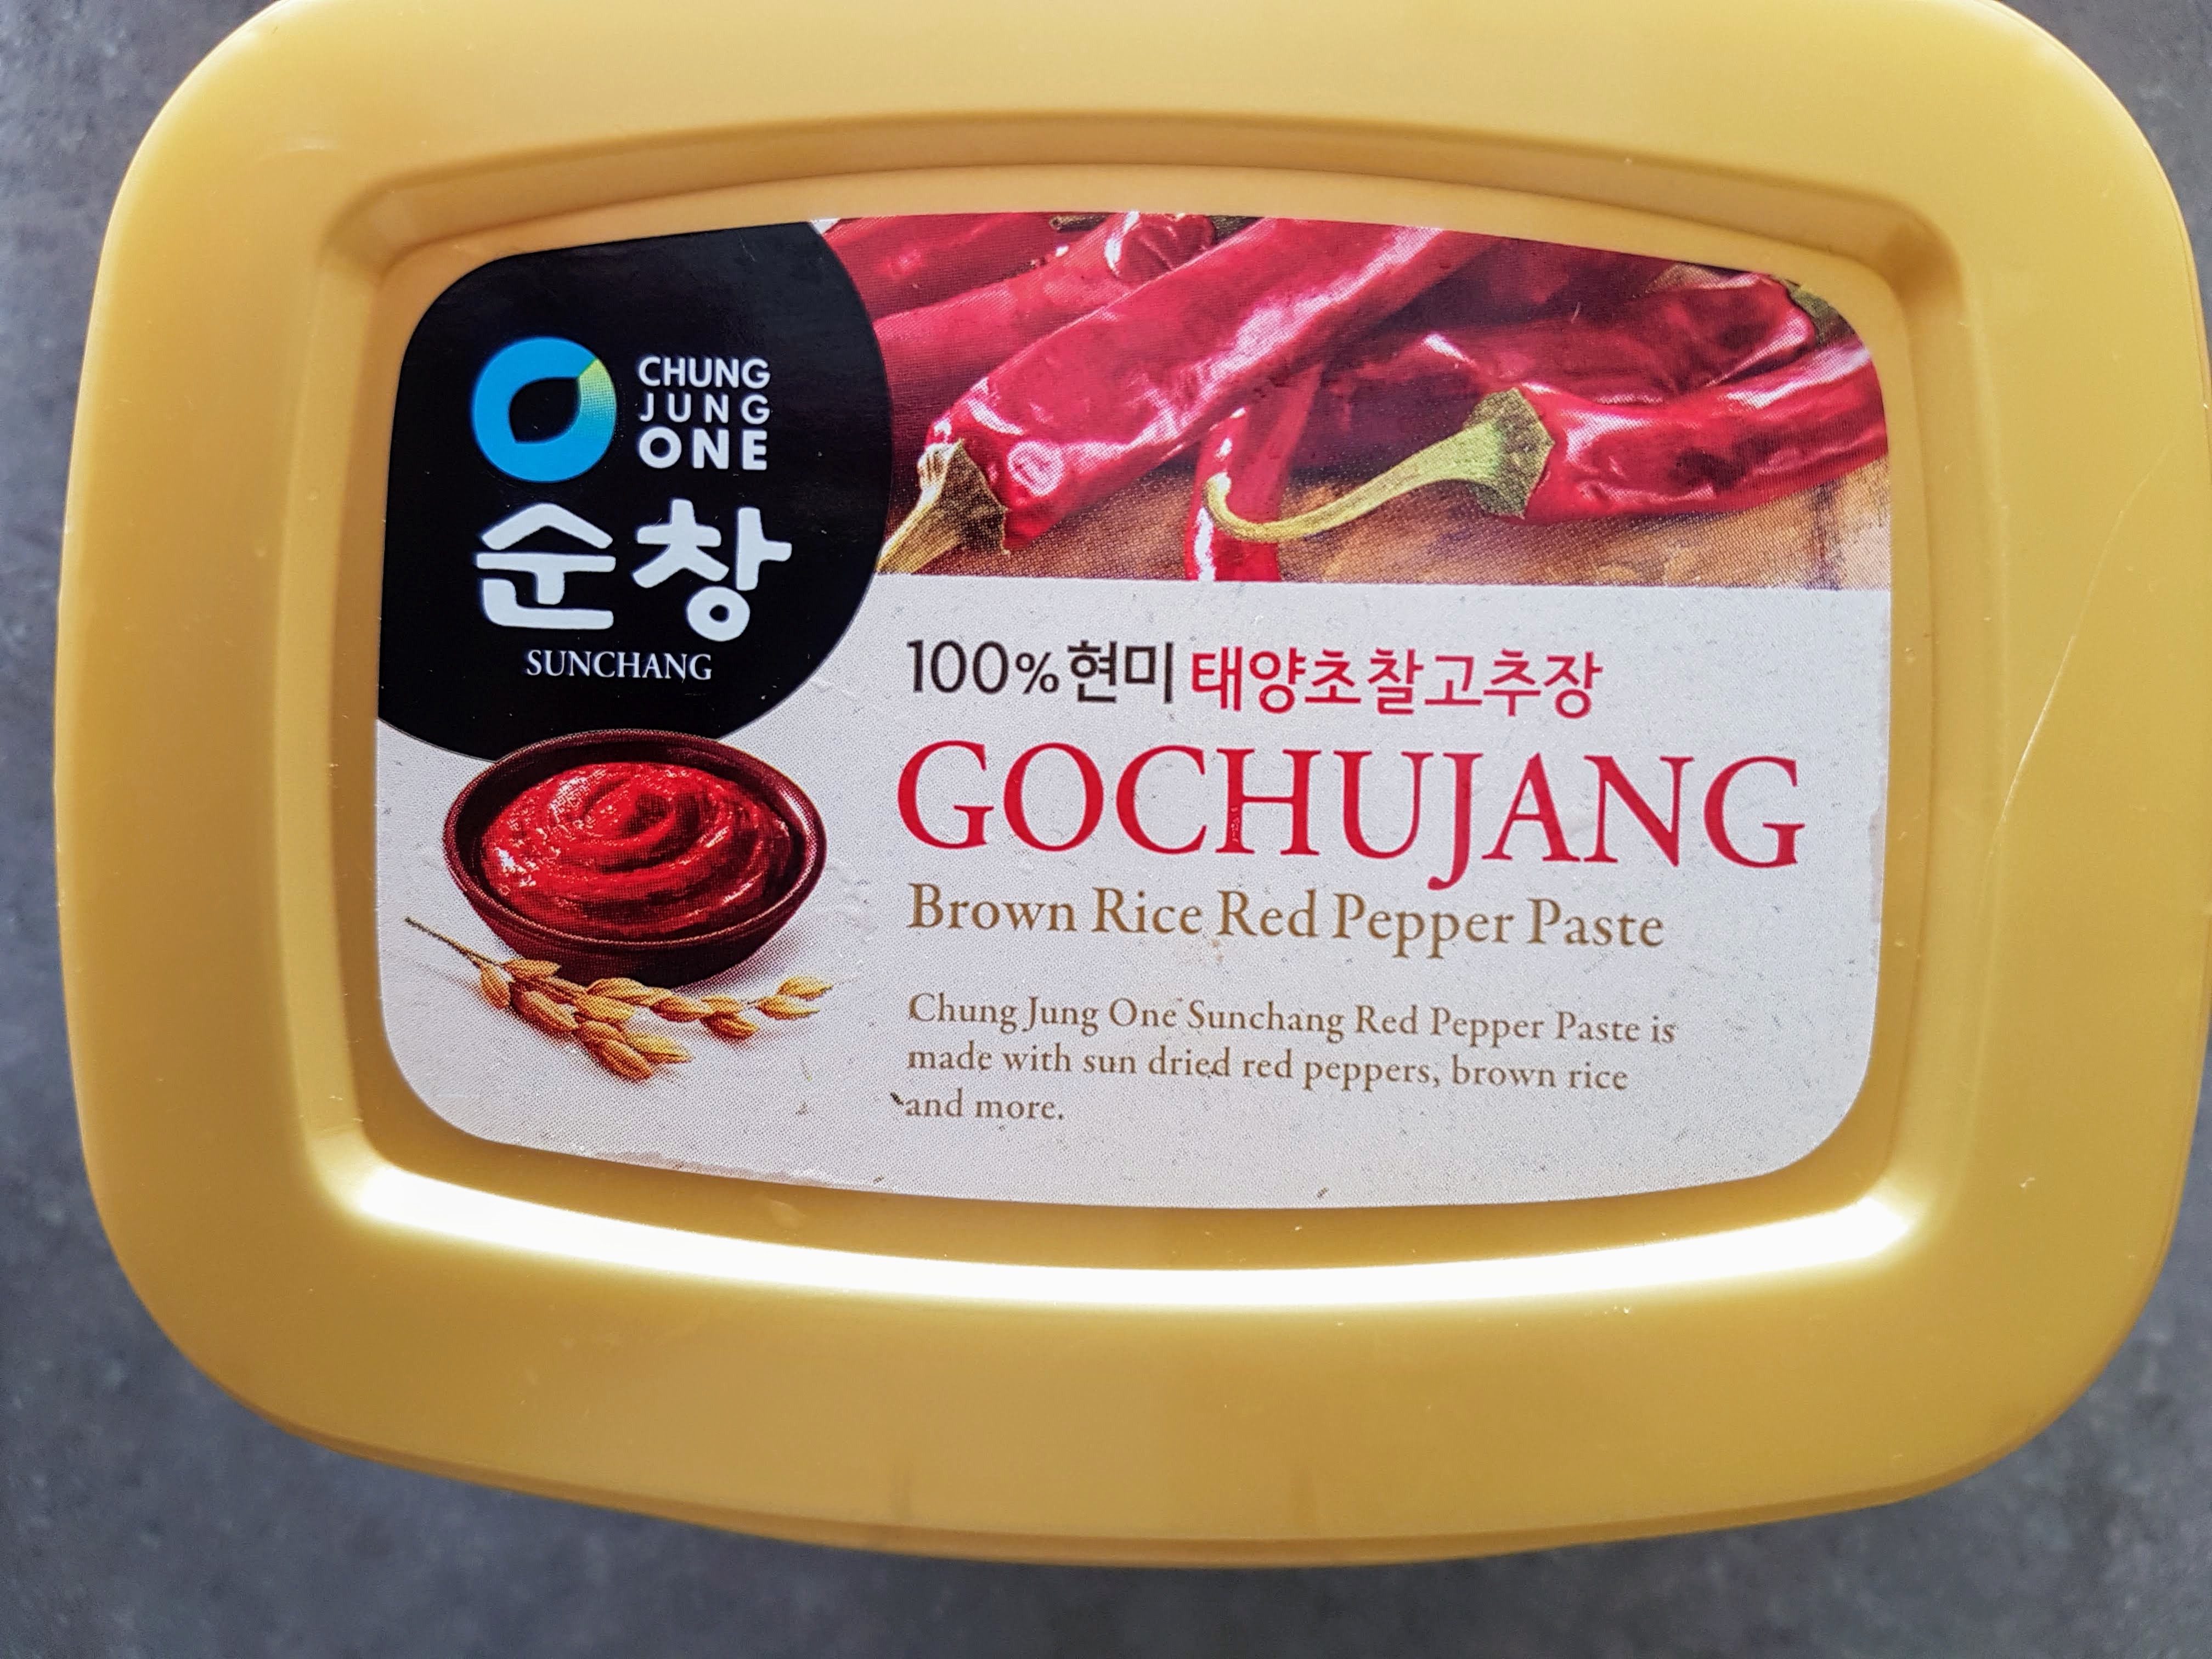 CHUNG
JUNG
ONE
순창
SUNCHANG
100%현미 태양초찰고추장
GOCHUJANG
Brown Rice Red Pepper Paste
Chung Jung One Sunchang Red Pepper Paste is
made with sun dried red peppers, brown rice
and more.